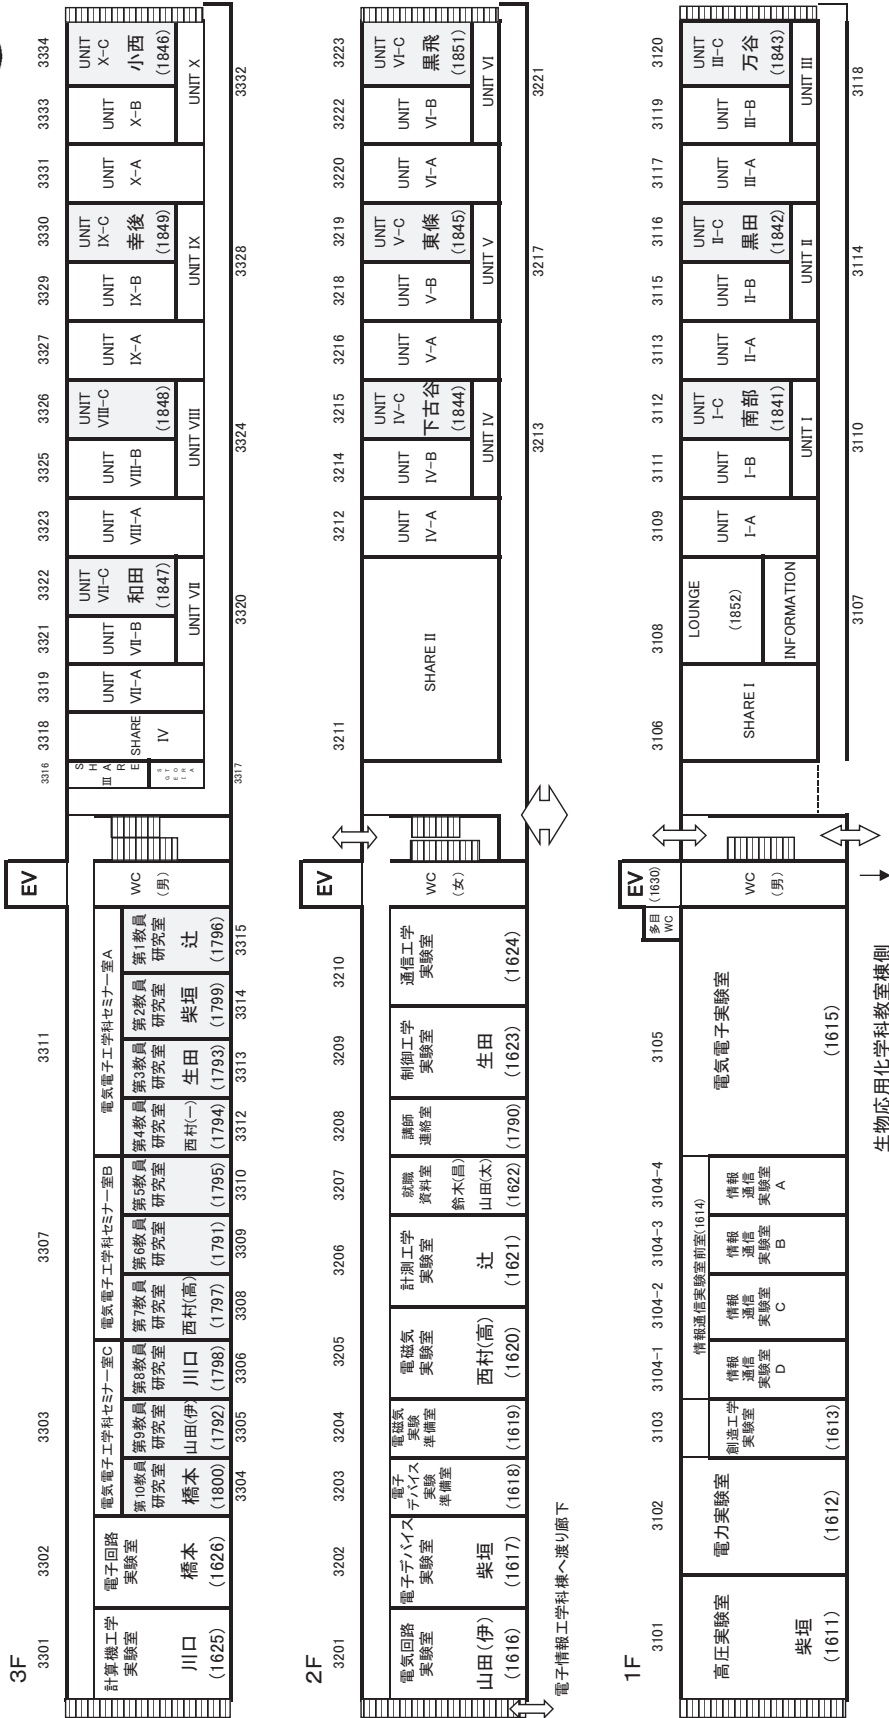 3F
3301
3302
3303
3307
3311
3316
3318
3319
3321
3322
3323
3325
3326
3327
3329
3330
3331
3333
3334
計算機工学
実験室
川口
(1625)
電子回路
実験室
橋本
(1626)
電気電子工学科セミナー室C
第10教員
研究室
橋本
(1800)
第9教員
研究室
山田(伊)
(1792)
第8教員
研究室
川口
(1798)
電気電子工学科セミナー室B
第7教員
研究室
西村(高)
(1797)
第6教員
研究室
(1791)
第5教員
研究室
(1795)
電気電子工学科セミナー室A
第4教員
研究室
西村(一)
(1794)
第3教員
研究室
生田
(1793)
第2教員
研究室
柴垣
(1799)
第1教員
研究室
辻
(1796)
EV
WC
(男)
SHARE
III
SHARE
IV
UNIT
VII-A
UNIT
VII-B
UNIT
VII-C
和田
(1847)
UNIT VII
UNIT
VIII-A
UNIT
VIII-B
UNIT
VIII-C
(1848)
UNIT VIII
UNIT
IX-A
UNIT
IX-B
UNIT
IX-C
幸後
(1849)
UNIT IX
UNIT
X-A
UNIT
X-B
UNIT
X-C
小西
(1846)
UNIT X
3304
3305
3306
3308
3309
3310
3312
3313
3314
3315
3317
3320
3324
3328
3332
2F
3201
3202
3203
3204
3205
3206
3207
3208
3209
3210
3211
3212
3214
3215
3216
3218
3219
3220
3222
3223
電気回路
実験室
山田(伊)
(1616)
電子デバイス
実験室
柴垣
(1617)
電子
デバイス
実験
準備室
(1618)
電磁気
実験
準備室
(1619)
電磁気
実験室
西村(高)
(1620)
計測工学
実験室
辻
(1621)
就職
資料室
鈴木(昌)
山田(太)
(1622)
講師
連絡室
(1790)
制御工学
実験室
生田
(1623)
通信工学
実験室
(1624)
EV
WC
(女)
SHARE II
UNIT
IV-A
UNIT
IV-B
UNIT
IV-C
下古谷
(1844)
UNIT IV
UNIT
V-A
UNIT
V-B
UNIT
V-C
東條
(1845)
UNIT V
UNIT
VI-A
UNIT
VI-B
UNIT
VI-C
黒飛
(1851)
UNIT VI
3213
3217
3221
電子情報工学科棟へ渡り廊下
1F
3101
3102
3103
3104-1
3104-2
3104-3
3104-4
3105
3106
3108
3109
3111
3112
3113
3115
3116
3117
3119
3120
高圧実験室
柴垣
(1611)
電力実験室
(1612)
創造工学
実験室
(1613)
情報通信実験室前室(1614)
情報
通信
実験室
D
情報
通信
実験室
C
情報
通信
実験室
B
情報
通信
実験室
A
電気電子実験室
(1615)
多目
WC
EV
(1630)
WC
(男)
SHARE I
LOUNGE
(1852)
INFORMATION
UNIT
I-A
UNIT
I-B
UNIT
I-C
南部
(1841)
UNIT I
UNIT
II-A
UNIT
II-B
UNIT
II-C
黒田
(1842)
UNIT II
UNIT
III-A
UNIT
III-B
UNIT
III-C
万谷
(1843)
UNIT III
3107
3110
3114
3118
生物応用化学科教室棟側